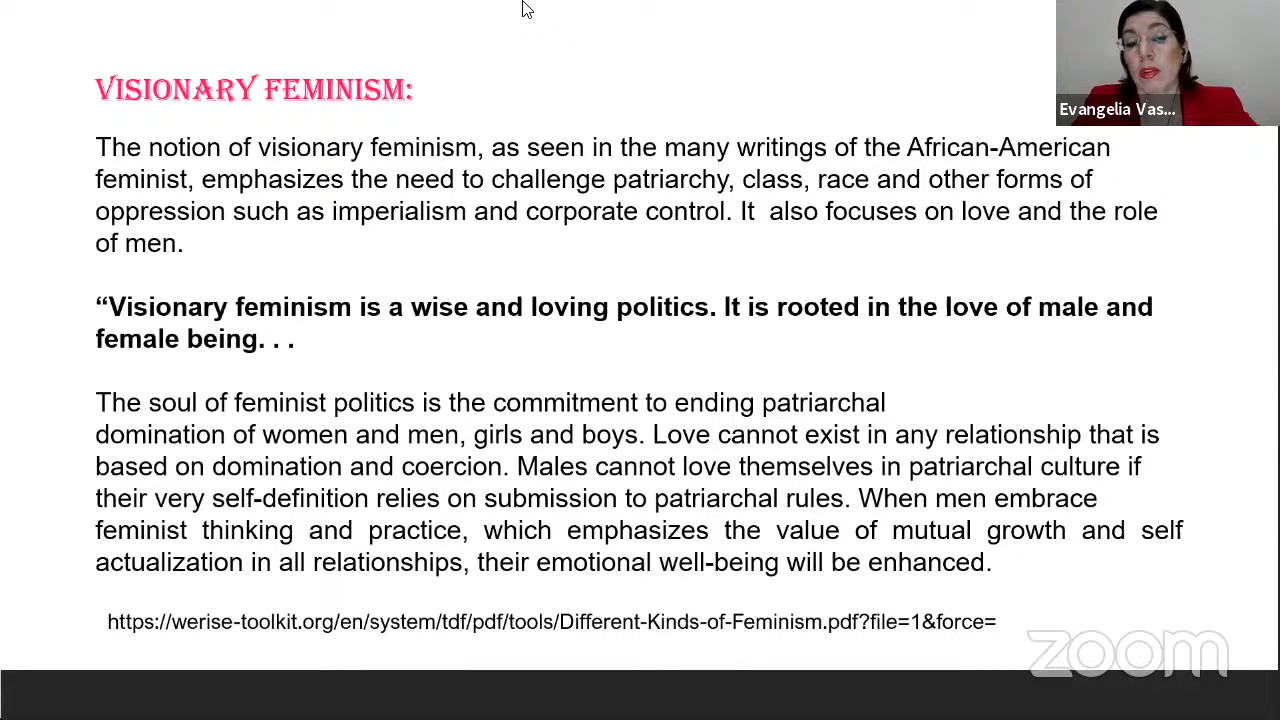 VISIONARY FEMINISM:
Evangelia Vas...
The notion of visionary feminism, as seen in the many writings of the African-American
feminist, emphasizes the need to challenge patriarchy, class, race and other forms of
oppression such as imperialism and corporate control. It  also focuses on love and the role
of men.
“Visionary feminism is a wise and loving politics. It is rooted in the love of male and
female being. . .
The soul of feminist politics is the commitment to ending patriarchal
domination of women and men, girls and boys. Love cannot exist in any relationship that is
based on domination and coercion. Males cannot love themselves in patriarchal culture if
their very self-definition relies on submission to patriarchal rules. When men embrace
feminist thinking and practice, which emphasizes the value of mutual growth and self
actualization in all relationships, their emotional well-being will be enhanced.
https://werise-toolkit.org/en/system/tdf/pdf/tools/Different-Kinds-of-Feminism.pdf?file=1&force=
zoom